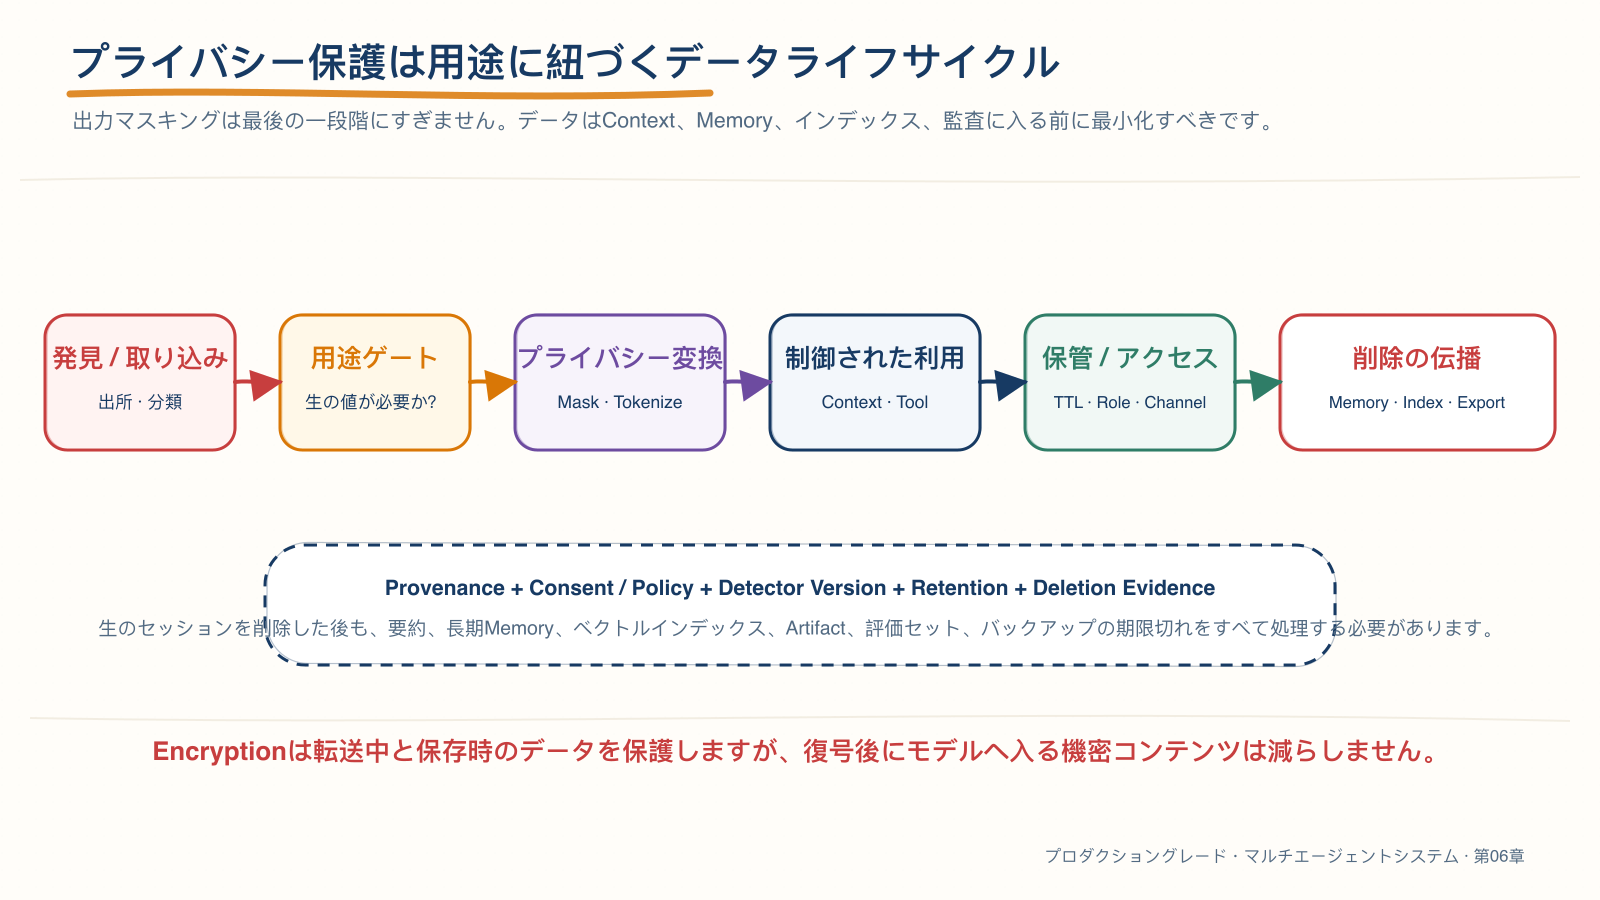 プライバシー保護は用途に紐づくデータライフサイクル
出力マスキングは最後の一段階にすぎません。データはContext、Memory、インデックス、監査に入る前に最小化すべきです。
発見 / 取り込み
出所 · 分類
用途ゲート
生の値が必要か?
プライバシー変換
Mask · Tokenize
制御された利用
Context · Tool
保管 / アクセス
TTL · Role · Channel
削除の伝播
Memory · Index · Export
Provenance + Consent / Policy + Detector Version + Retention + Deletion Evidence
生のセッションを削除した後も、要約、長期Memory、ベクトルインデックス、Artifact、評価セット、バックアップの期限切れをすべて処理する必要があります。
Encryptionは転送中と保存時のデータを保護しますが、復号後にモデルへ入る機密コンテンツは減らしません。
プロダクショングレード · マルチエージェントシステム · 第06章